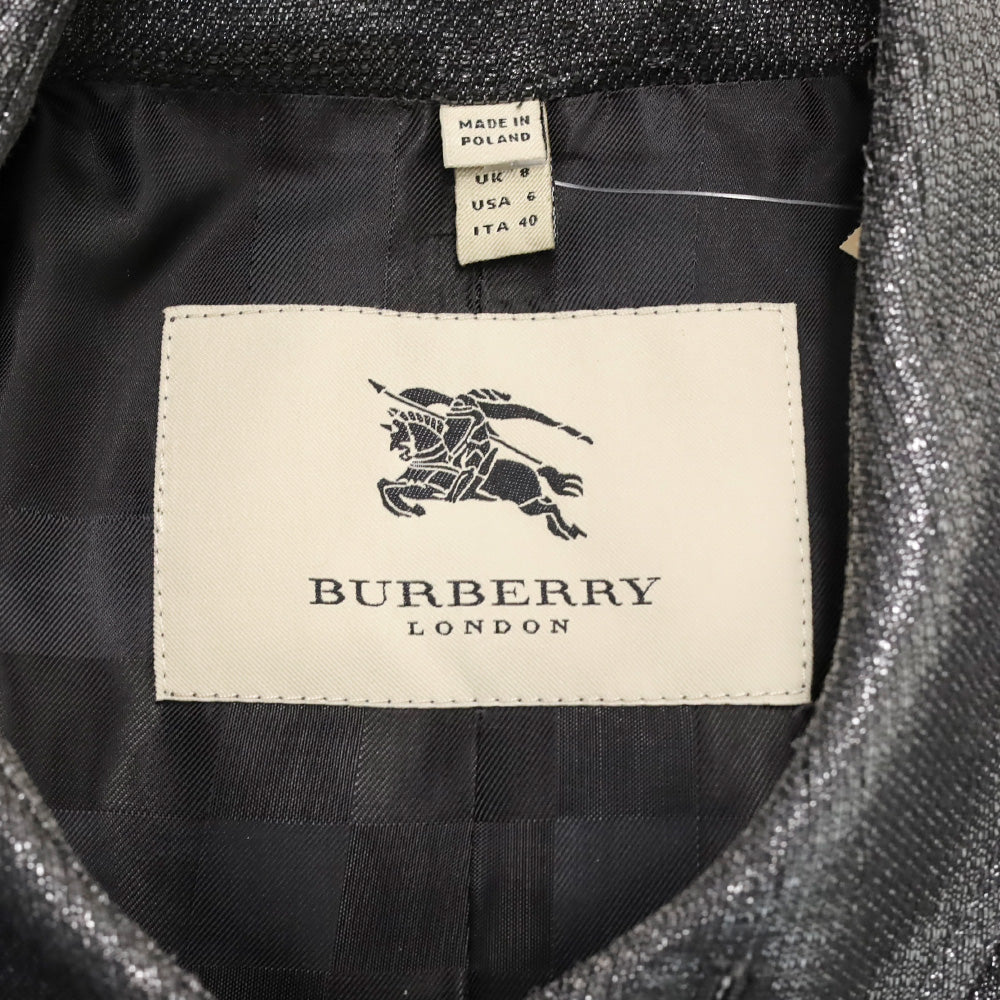 MADE IN
POLAND
UK 8
USA 6
ITA 40
BURBERRY
LONDON